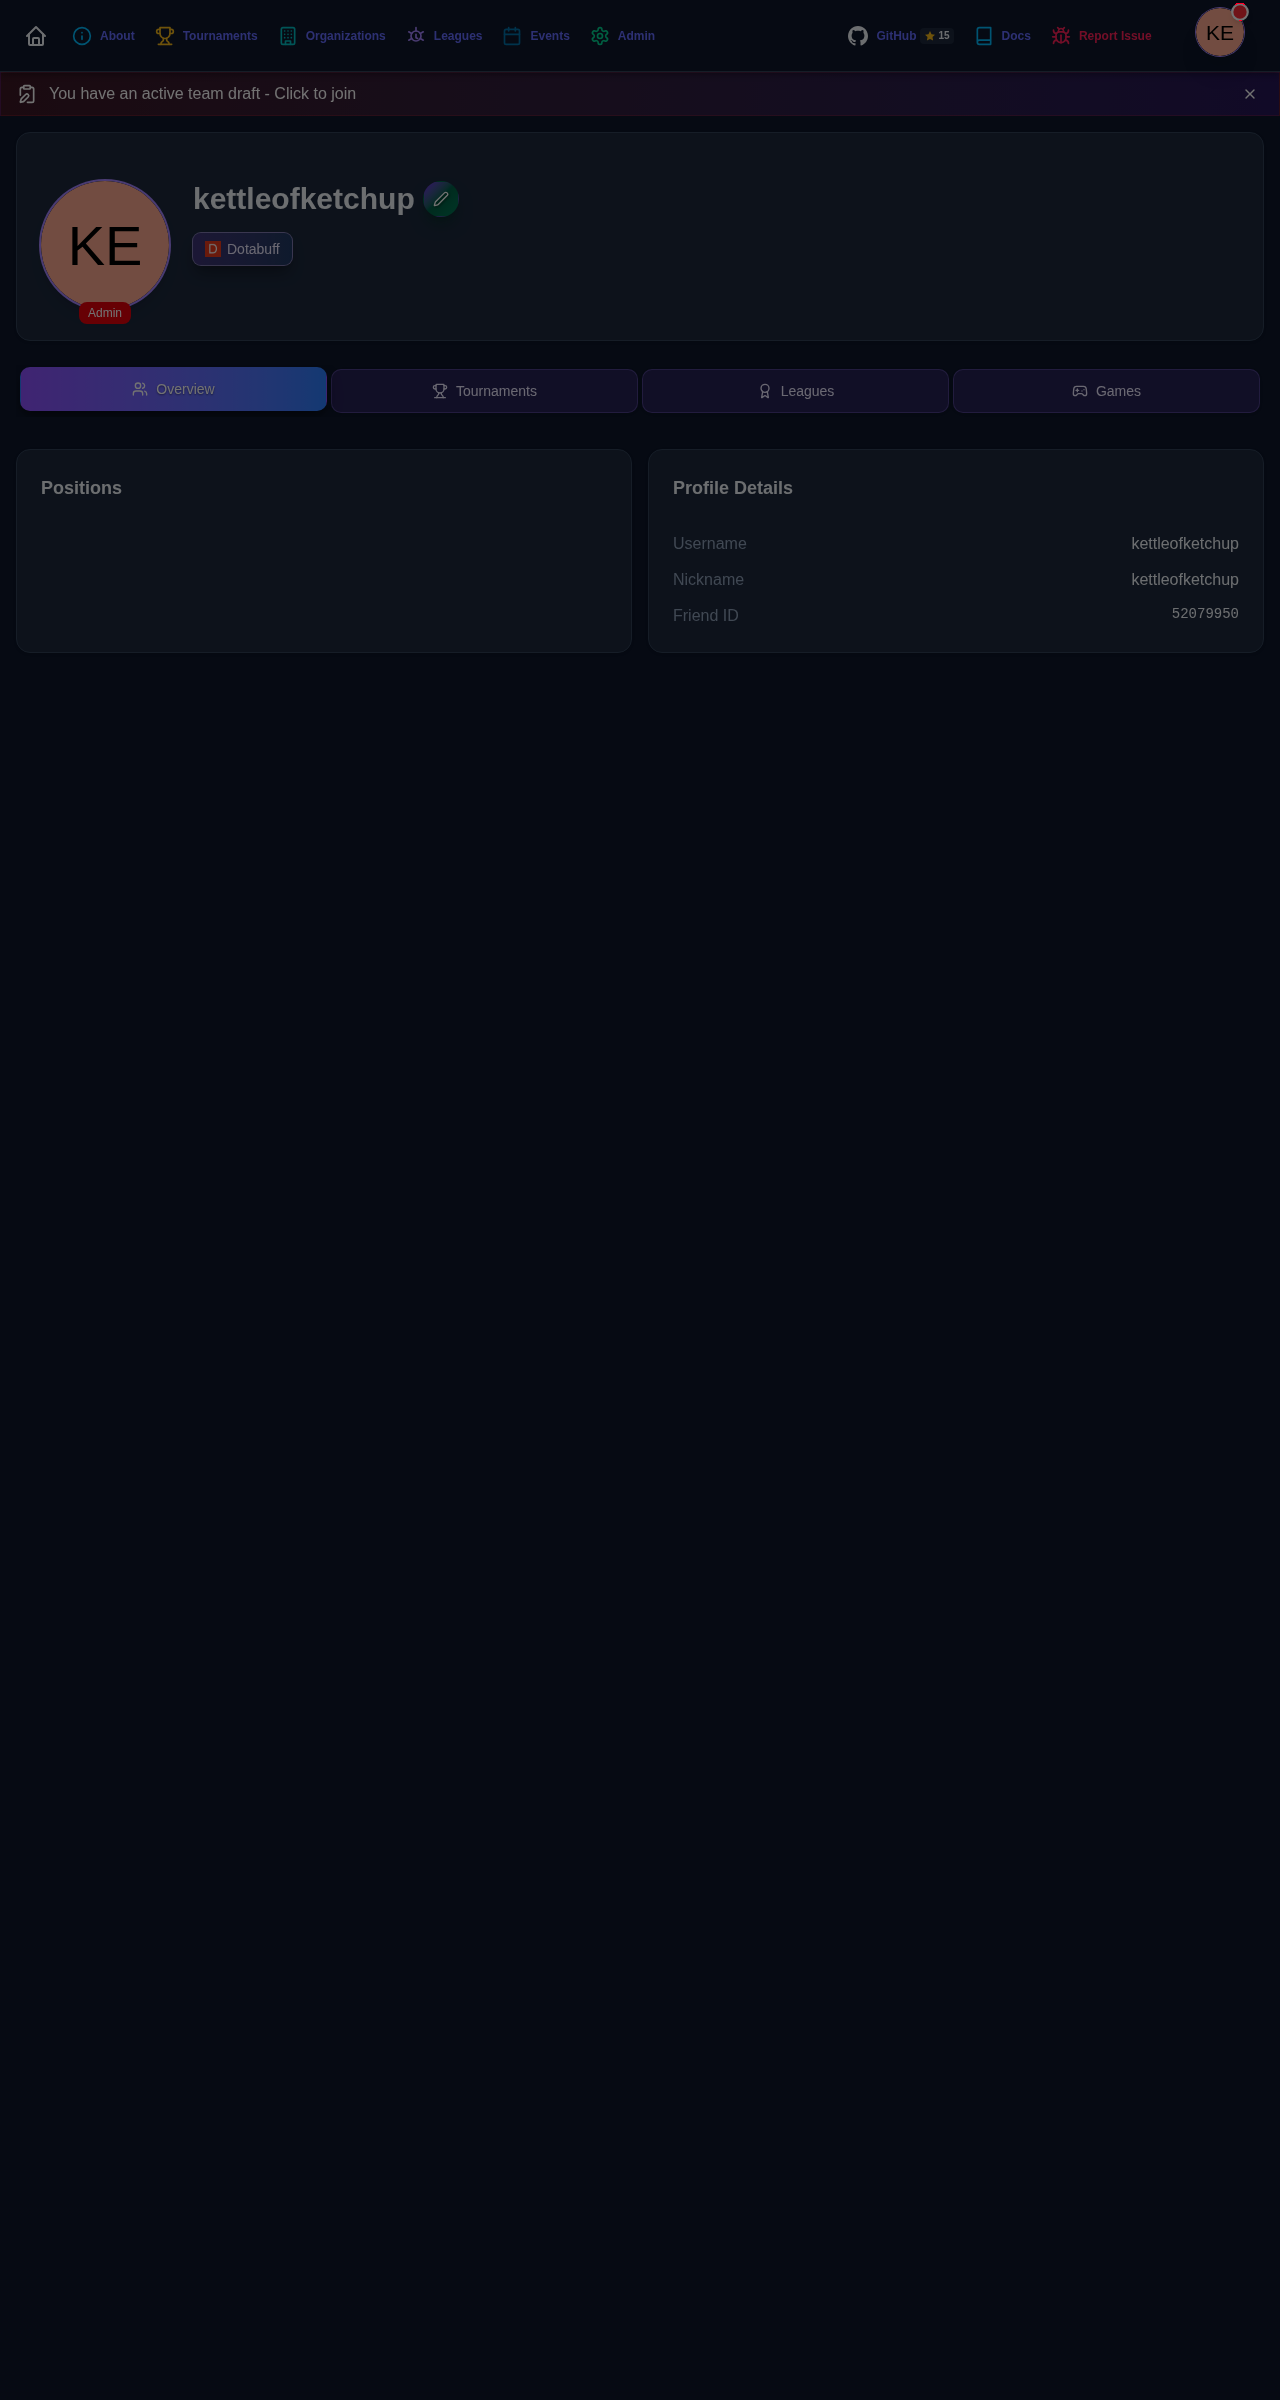 About Tournaments Organizations Leagues Events Admin GitHub 15 Docs Report Issue KE
You have an active team draft - Click to join
KE
kettleofketchup
D Dotabuff
Admin
Overview Tournaments Leagues Games
Positions
Profile Details
Username kettleofketchup
Nickname kettleofketchup
Friend ID 52079950